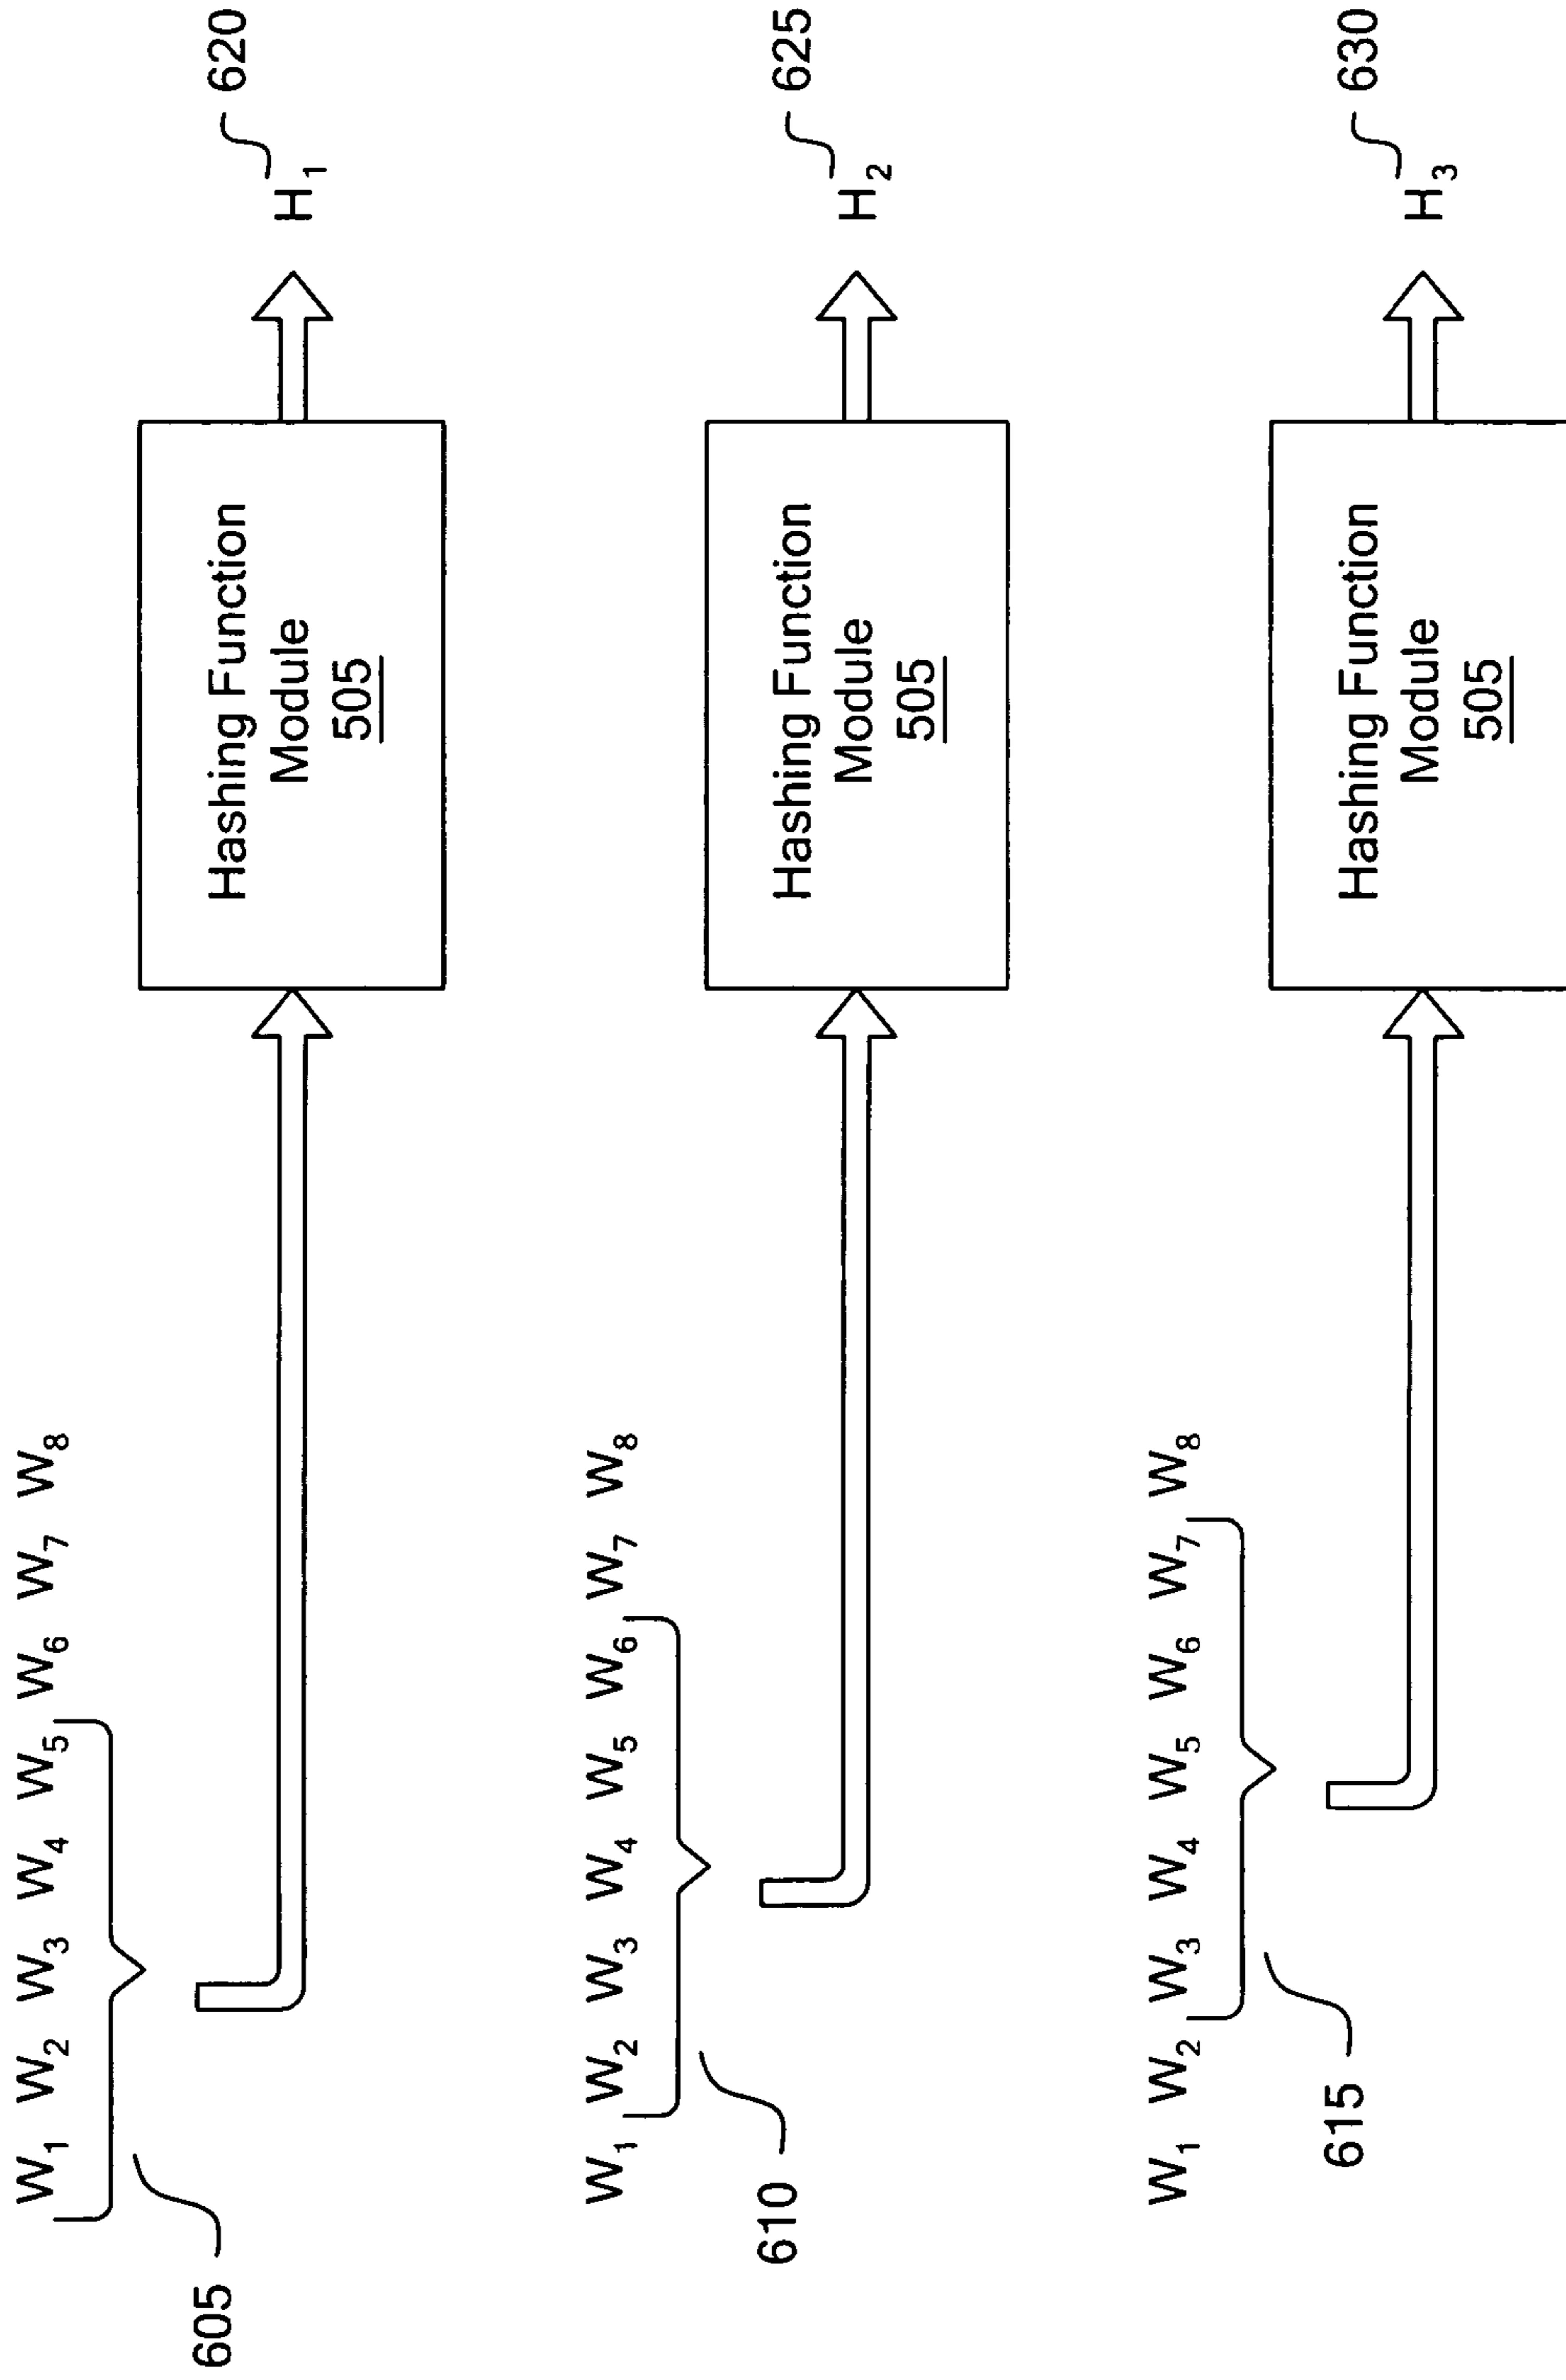 W1 W2 W3 W4 W5 W6 W7 W8
605
Hashing Function
Module
505
H1
620
W1 W2 W3 W4 W5 W6 W7 W8
610
Hashing Function
Module
505
H2
625
W1 W2 W3 W4 W5 W6 W7 W8
615
Hashing Function
Module
505
H3
630